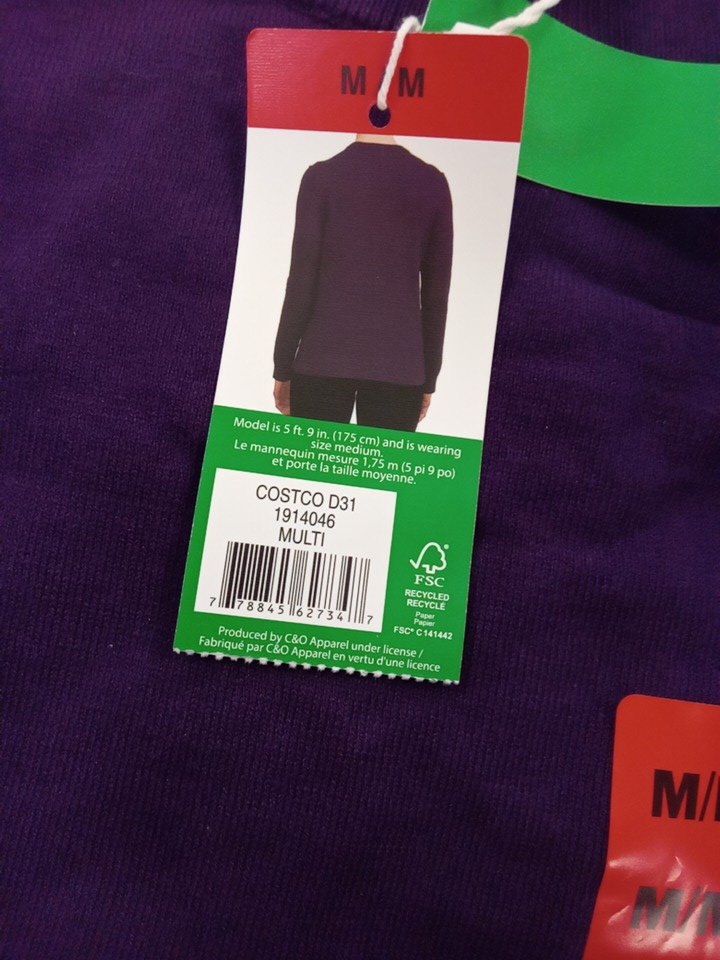 M M
Model is 5 ft. 9 in. (175 cm) and is wearing
size medium.
Le mannequin mesure 1,75 m (5 pi 9 po)
et porte la taille moyenne.
COSTCO D31
1914046
MULTI
7 78845 62734 7
FSC®
RECYCLED
RECYCLÉ
Paper
Papier
FSC® C141442
Produced by C&O Apparel under license /
Fabriqué par C&O Apparel en vertu d'une licence
M/
M/M